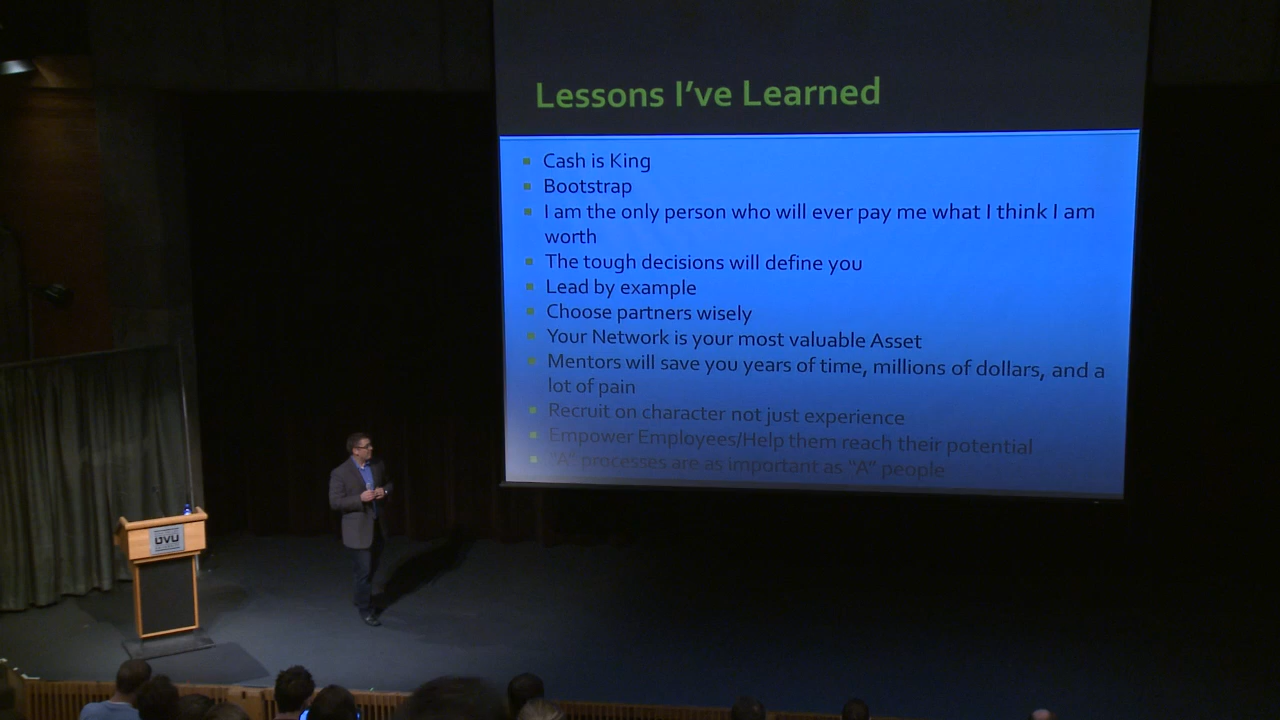 Lessons I've Learned
Cash is King
Bootstrap
I am the only person who will ever pay me what I think I am
worth
The tough decisions will define you
Lead by example
Choose partners wisely
Your Network is your most valuable Asset
Mentors will save you years of time, millions of dollars, and a
lot of pain
Recruit on character not just experience
Empower Employees/Help them reach their potential
"A" processes are as important as "A" people
UVU